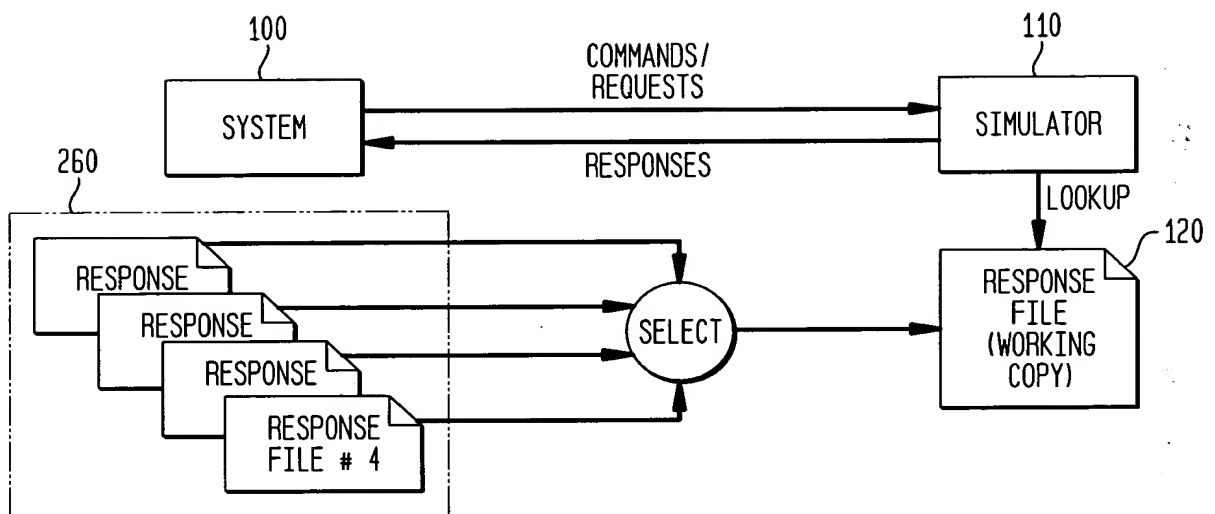 100
110
COMMANDS/
REQUESTS
SYSTEM
SIMULATOR
RESPONSES
260
LOOKUP
120
RESPONSE
RESPONSE
RESPONSE
RESPONSE
FILE # 4
SELECT
RESPONSE
FILE
(WORKING
COPY)